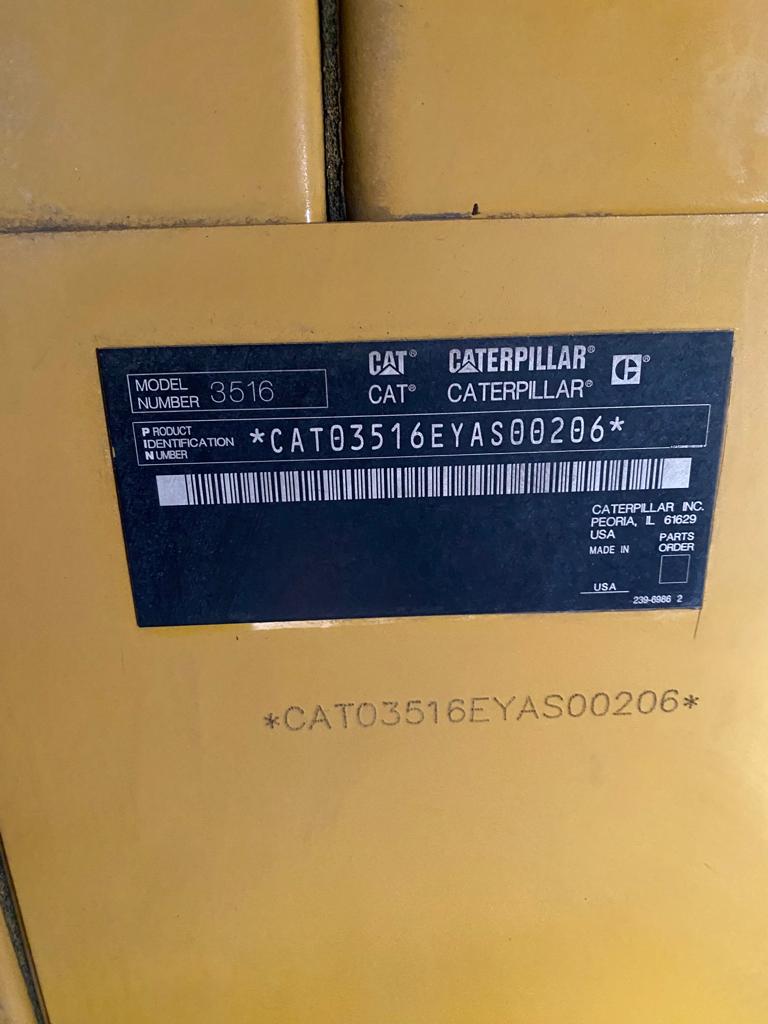 CAT® CATERPILLAR®
CAT® CATERPILLAR®
MODEL
NUMBER 3516
PRODUCT
IDENTIFICATION
NUMBER
*CAT03516EYAS00206*
CATERPILLAR INC.
PEORIA, IL 61629
USA
MADE IN
USA
PARTS
ORDER
239-6986 2
*CAT03516EYAS00206*